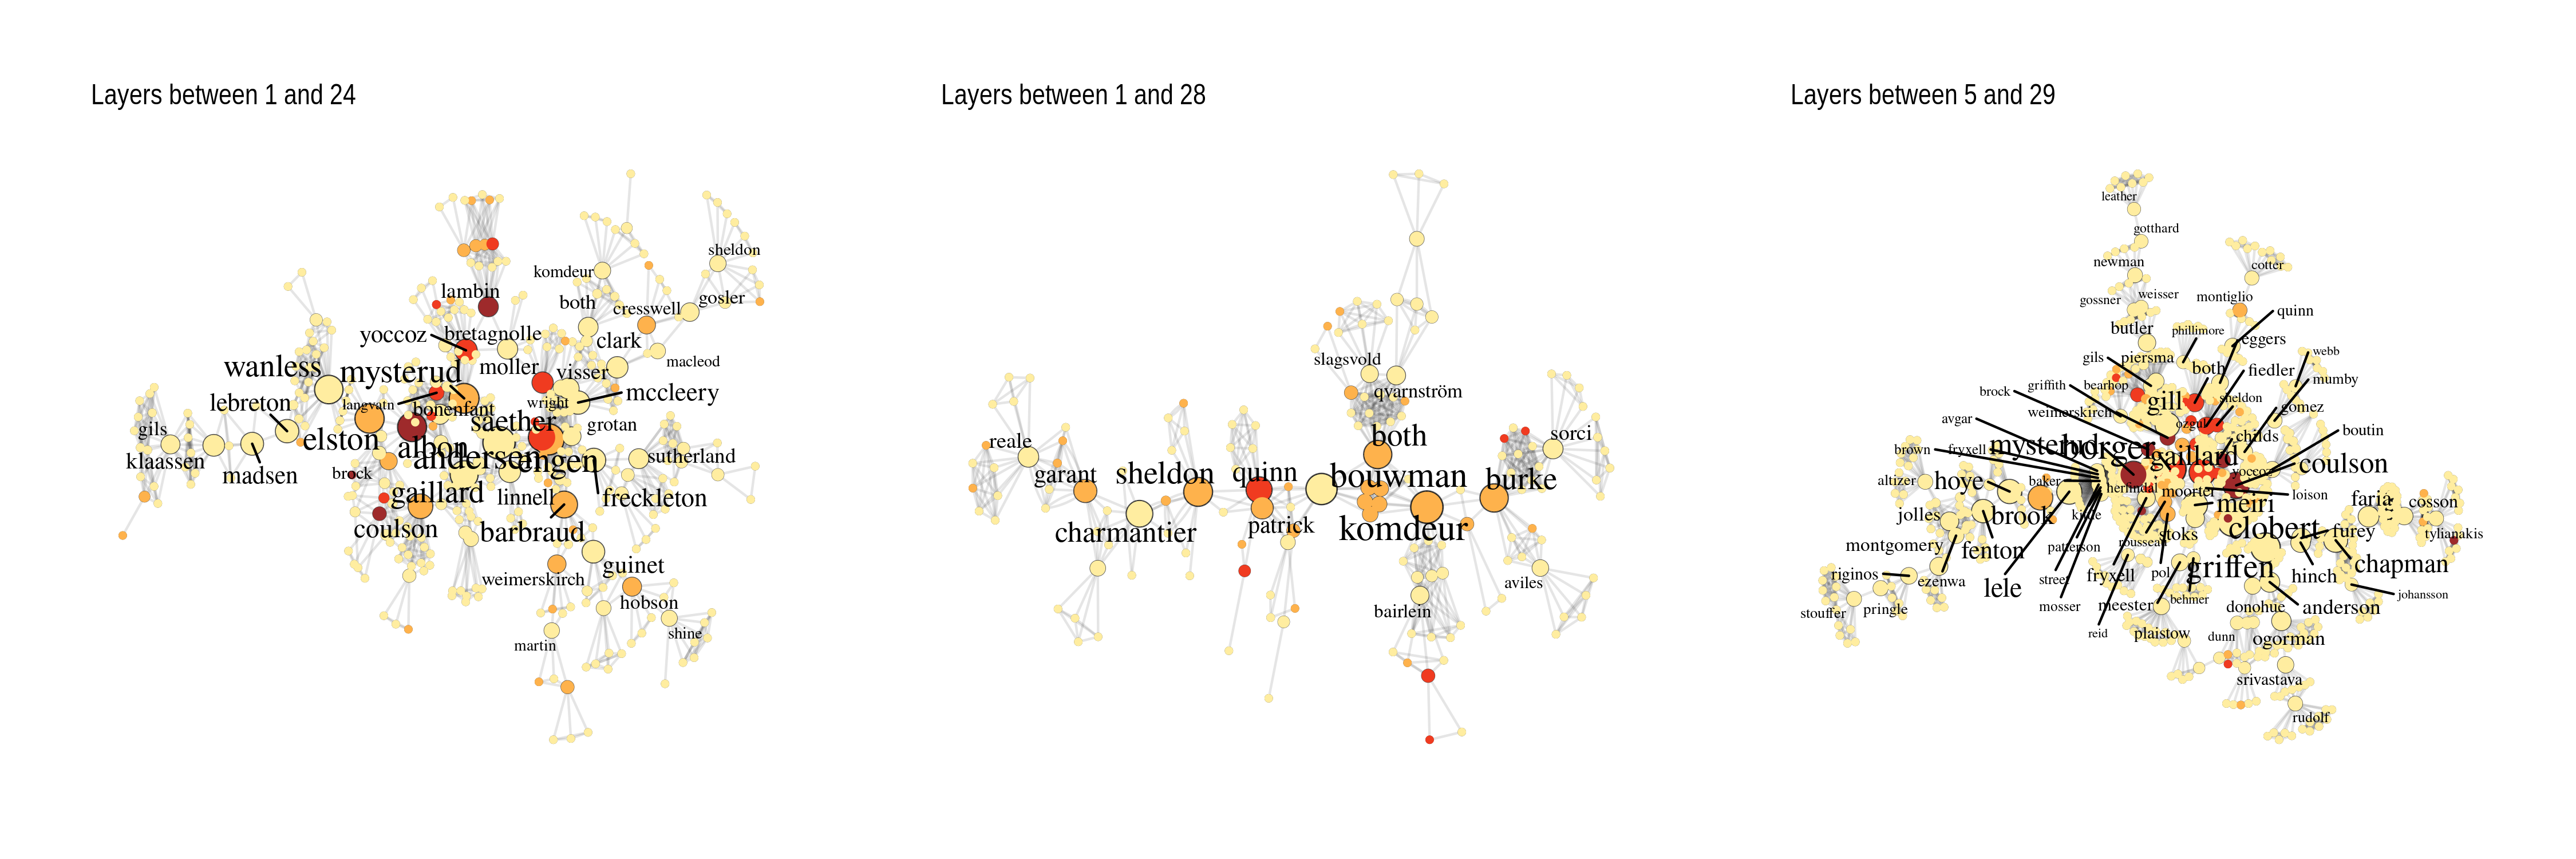 Layers between 1 and 24
sheldon
komdeur
lambin
both
cresswell
gosler
yoccoz
bretagnolle
clark
macleod
wanless
mysterud
moller
visser
mccleery
lebreton
langvatn
bonenfant
wright
saether
grotan
gils
elston
albon
klaassen
madsen
brock
andersen
engen
sutherland
gaillard
linnell
freckleton
coulson
barbraud
guinet
weimerskirch
hobson
martin
shine
Layers between 1 and 28
slagsvold
qvarnström
both
reale
sorci
garant
sheldon
quinn
bouwman
burke
charmantier
patrick
komdeur
aviles
bairlein
Layers between 5 and 29
leather
gotthard
newman
cotter
gossner
weisser
montiglio
quinn
butler
phillimore
eggers
gils
piersma
webb
both
fiedler
mumby
brock
griffith
bearhop
gill
sheldon
gomez
avgar
weimerskirch
ozgul
childs
boutin
brown
fryxell
mysterud
borger
gaillard
yoccoz
coulson
altizer
hoye
baker
herfindal
moorter
loison
jolles
brook
kilde
meiri
faria
cosson
montgomery
fenton
patterson
rousseau
stoks
clobert
furey
tylianakis
riginos
ezenwa
lele
street
fryxell
pol
griffen
hinch
chapman
stouffer
pringle
mosser
meester
behmer
donohue
anderson
johansson
reid
plaistow
dunn
ogorman
srivastava
rudolf